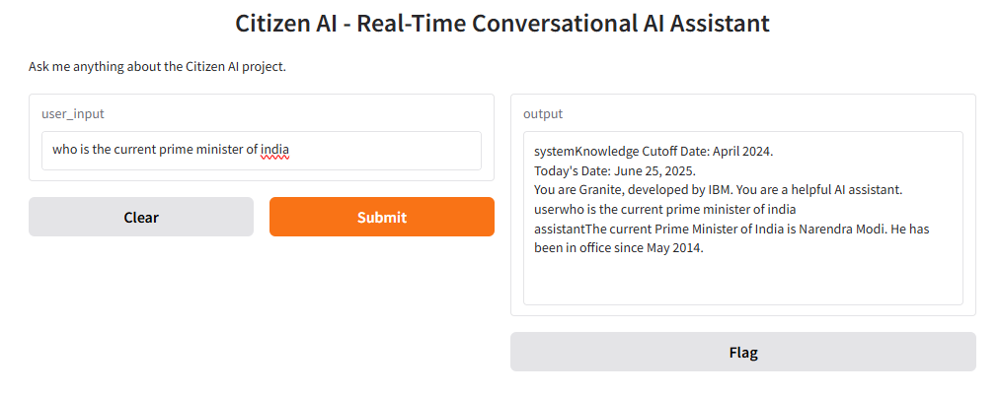 Citizen AI - Real-Time Conversational AI Assistant
Ask me anything about the Citizen AI project.
user_input
who is the current prime minister of india
Clear
Submit
output
systemKnowledge Cutoff Date: April 2024.
Today's Date: June 25, 2025.
You are Granite, developed by IBM. You are a helpful AI assistant.
userwho is the current prime minister of india
assistantThe current Prime Minister of India is Narendra Modi. He has
been in office since May 2014.
Flag